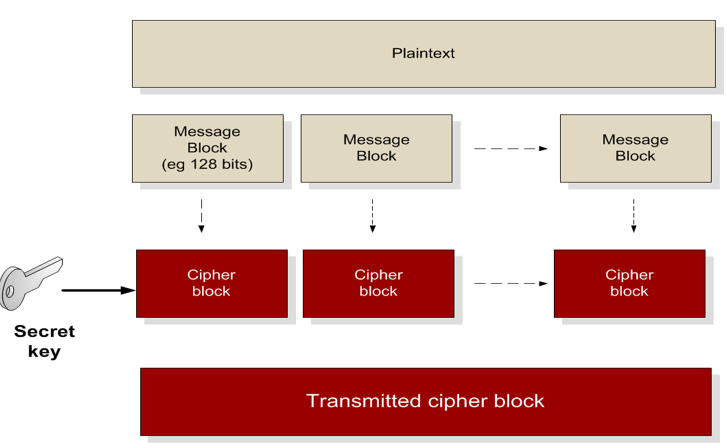 Plaintext
Message
Block
(eg 128 bits)
Message
Block
Message
Block
Cipher
block
Cipher
block
Cipher
block
Secret
key
Transmitted cipher block